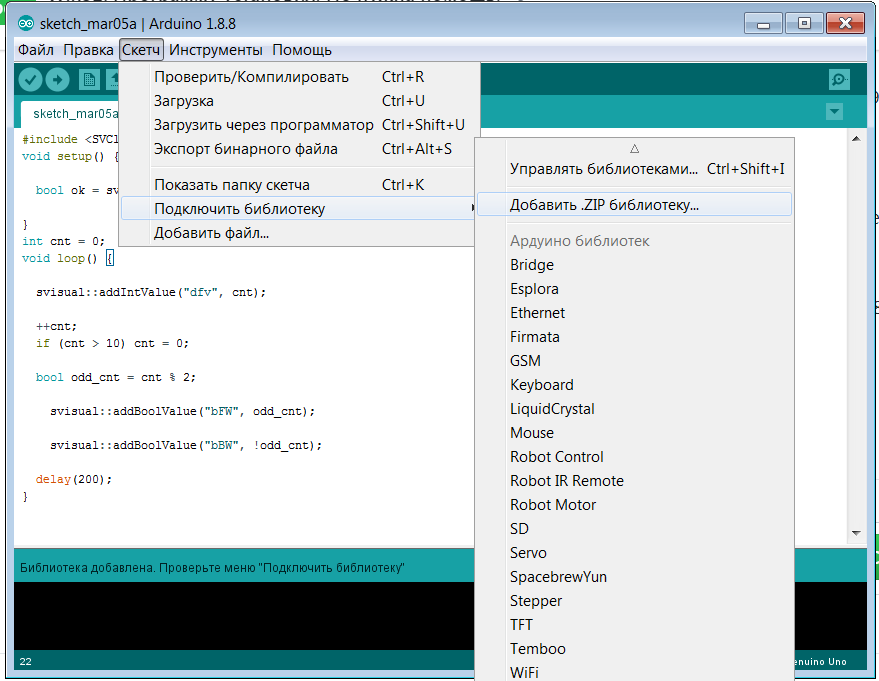 sketch_mar05a | Arduino 1.8.8
Файл Правка Скетч Инструменты Помощь
Проверить/Компилировать Ctrl+R
Загрузка Ctrl+U
Загрузить через программатор Ctrl+Shift+U
Экспорт бинарного файла Ctrl+Alt+S
Показать папку скетча Ctrl+K
Подключить библиотеку
Добавить файл...
Управлять библиотеками... Ctrl+Shift+I
Добавить .ZIP библиотеку...
Ардуино библиотек
Bridge
Esplora
Ethernet
Firmata
GSM
Keyboard
LiquidCrystal
Mouse
Robot Control
Robot IR Remote
Robot Motor
SD
Servo
SpacebrewYun
Stepper
TFT
Temboo
WiFi
sketch_mar05a
#include <SVCl
void setup() {
bool ok = sv
}
int cnt = 0;
void loop() {
svisual::addIntValue("dfv", cnt);
++cnt;
if (cnt > 10) cnt = 0;
bool odd_cnt = cnt % 2;
svisual::addBoolValue("bFW", odd_cnt);
svisual::addBoolValue("bBW", !odd_cnt);
delay(200);
}
Библиотека добавлена. Проверьте меню "Подключить библиотеку"
22
enuino Uno